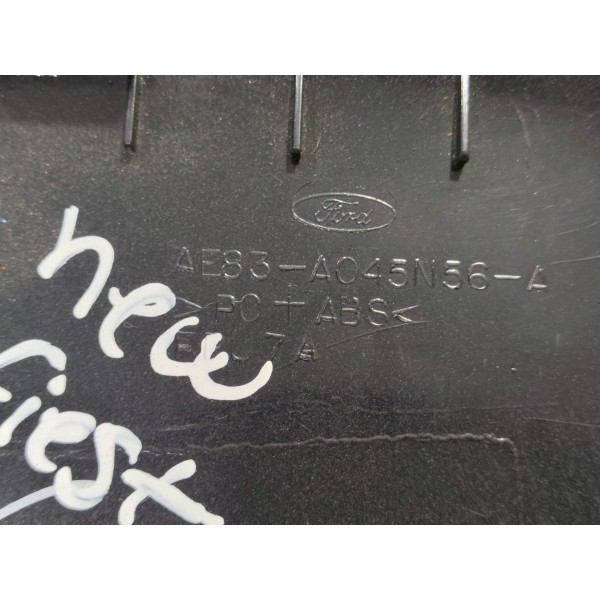 Ford
AE83-A045N56-A
>PC+ABS<
new
fiest